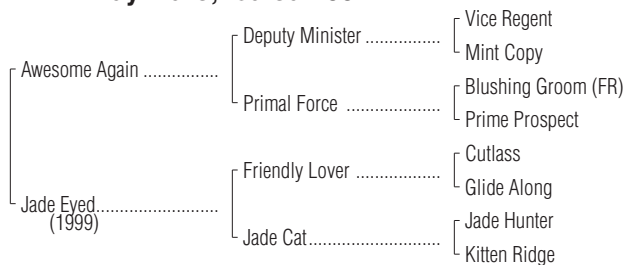 Vice Regent
Deputy Minister ................
Mint Copy
Awesome Again ................
Blushing Groom (FR)
Primal Force ....................
Prime Prospect
Cutlass
Friendly Lover ..................
Glide Along
Jade Eyed..........................
(1999)
Jade Hunter
Jade Cat............................
Kitten Ridge